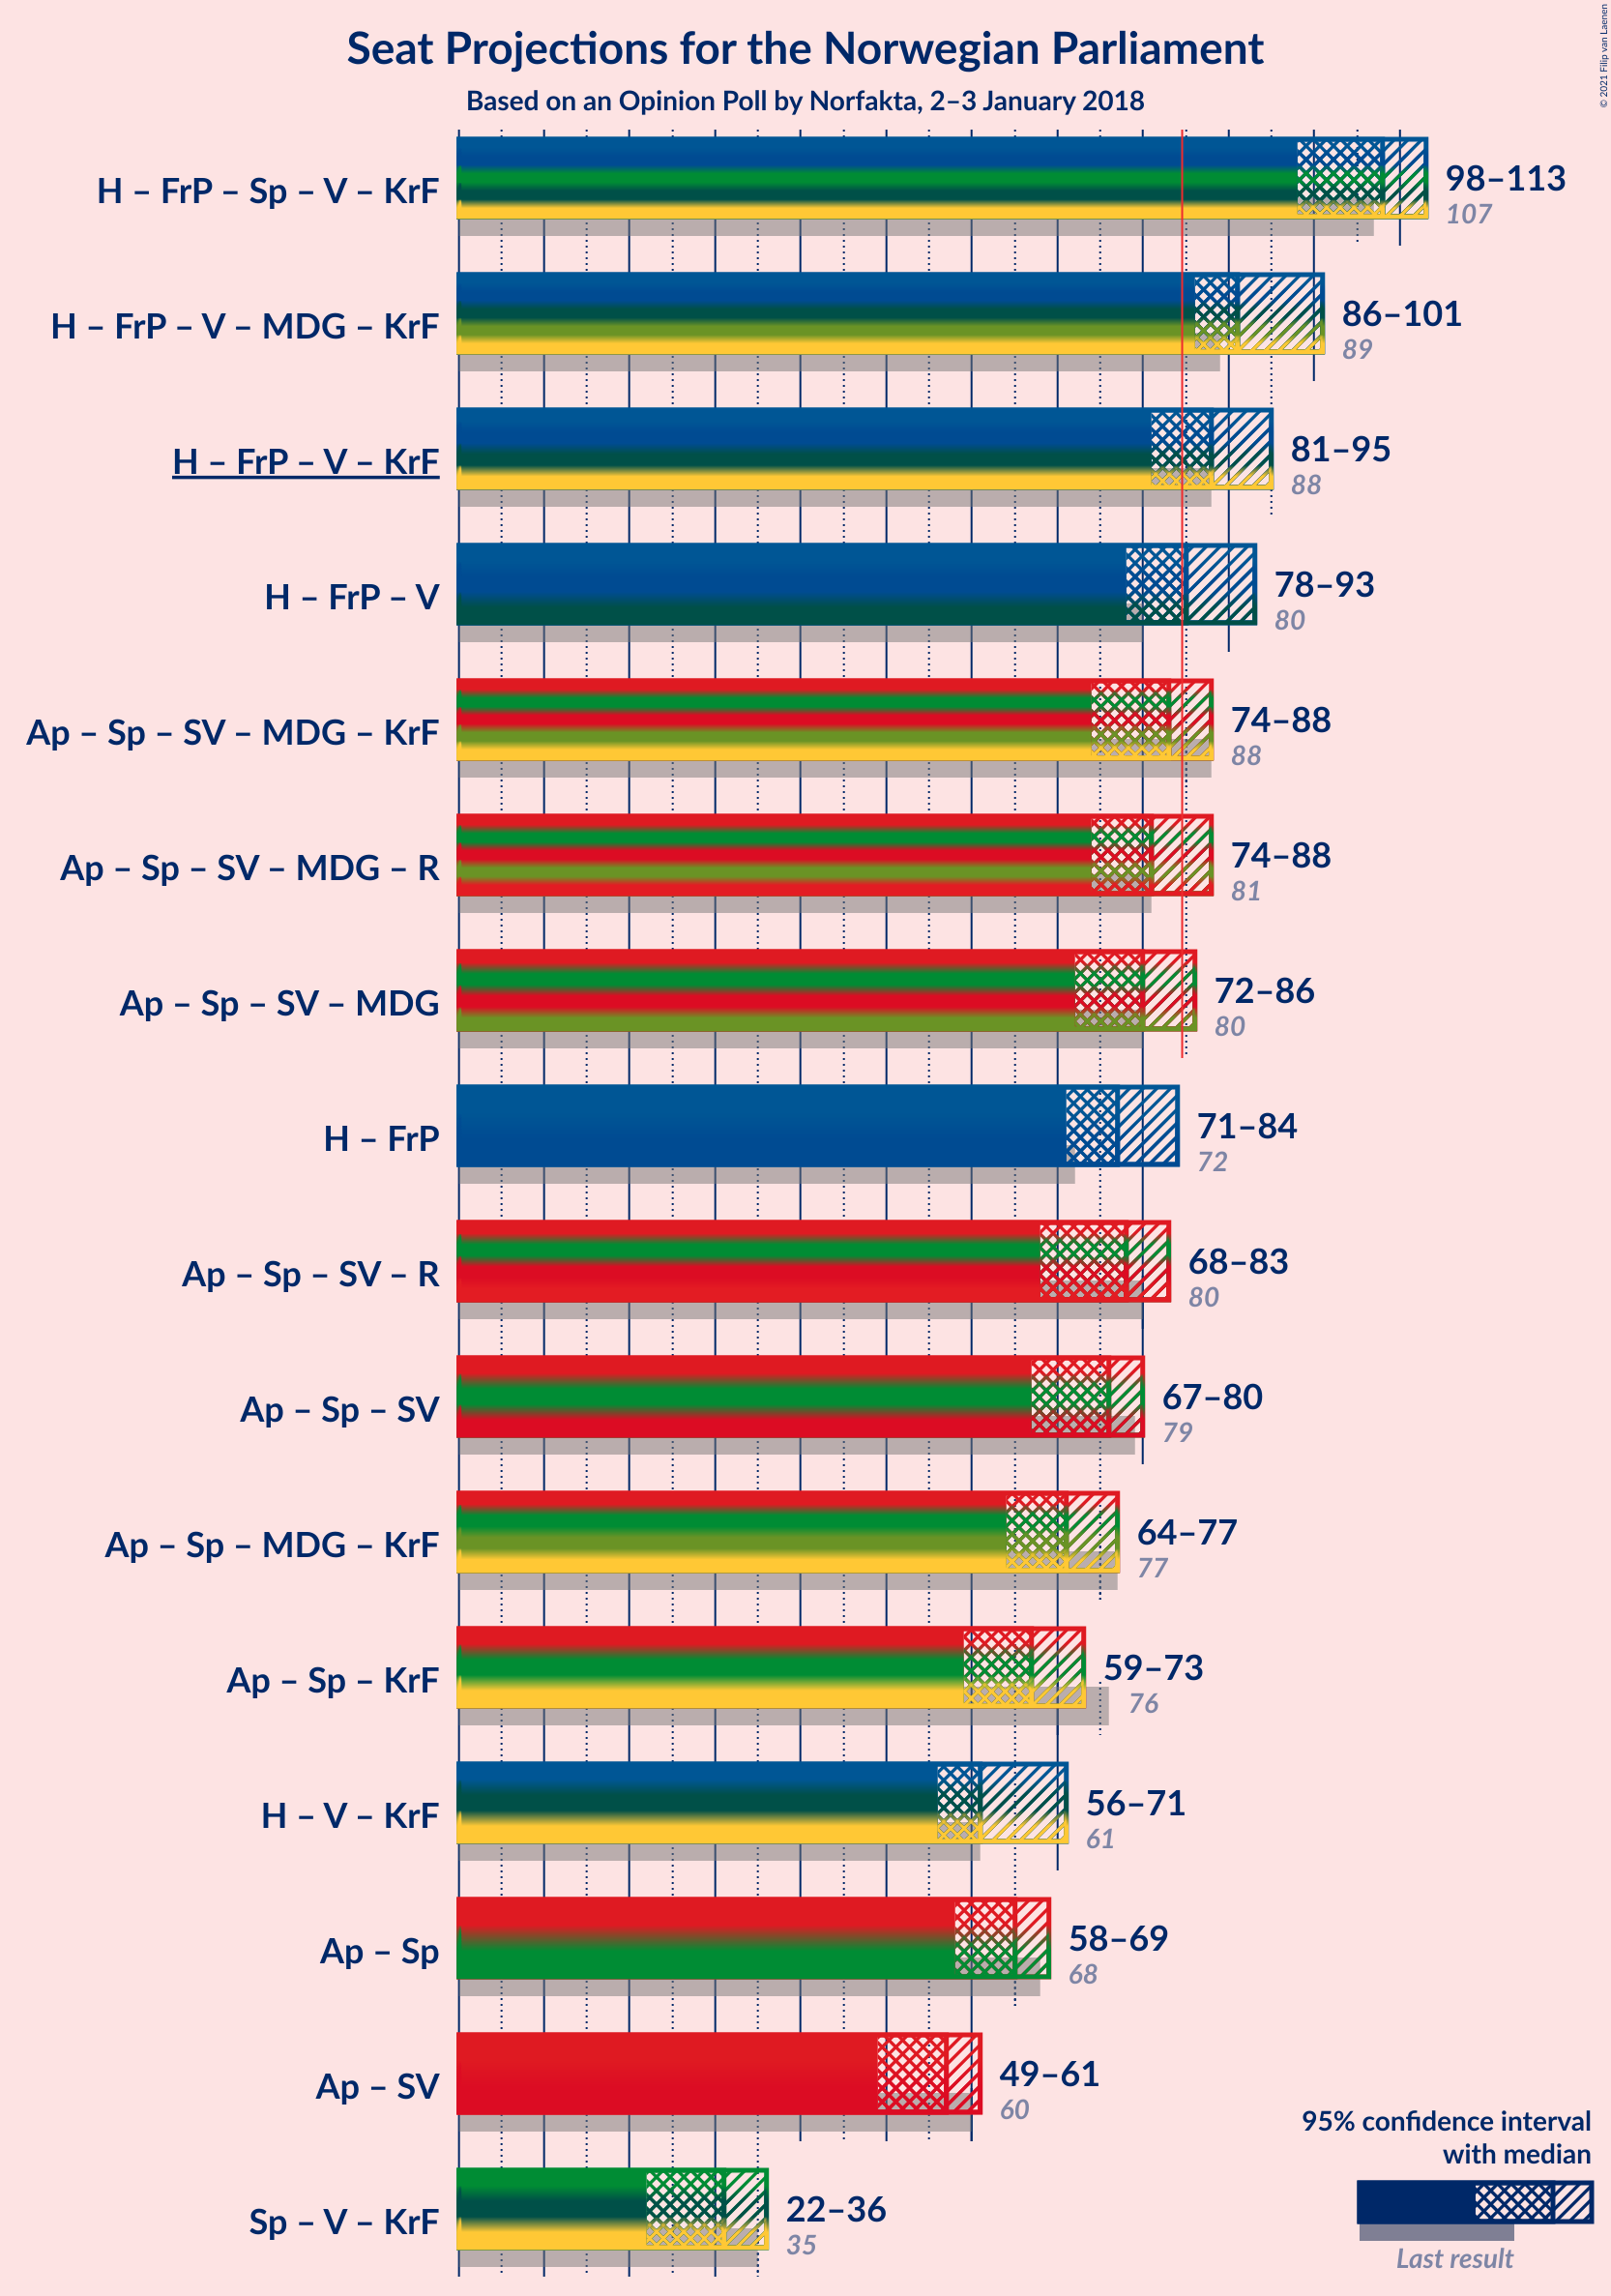 Seat Projections for the Norwegian Parliament
Based on an Opinion Poll by Norfakta, 2–3 January 2018
© 2021 Filip van Laenen
H – FrP – Sp – V – KrF
98–113
107
H – FrP – V – MDG – KrF
86–101
89
H – FrP – V – KrF
81–95
88
H – FrP – V
78–93
80
Ap – Sp – SV – MDG – KrF
74–88
88
Ap – Sp – SV – MDG – R
74–88
81
Ap – Sp – SV – MDG
72–86
80
H – FrP
71–84
72
Ap – Sp – SV – R
68–83
80
Ap – Sp – SV
67–80
79
Ap – Sp – MDG – KrF
64–77
77
Ap – Sp – KrF
59–73
76
H – V – KrF
56–71
61
Ap – Sp
58–69
68
Ap – SV
49–61
60
Sp – V – KrF
22–36
35
95% confidence interval
with median
Last result